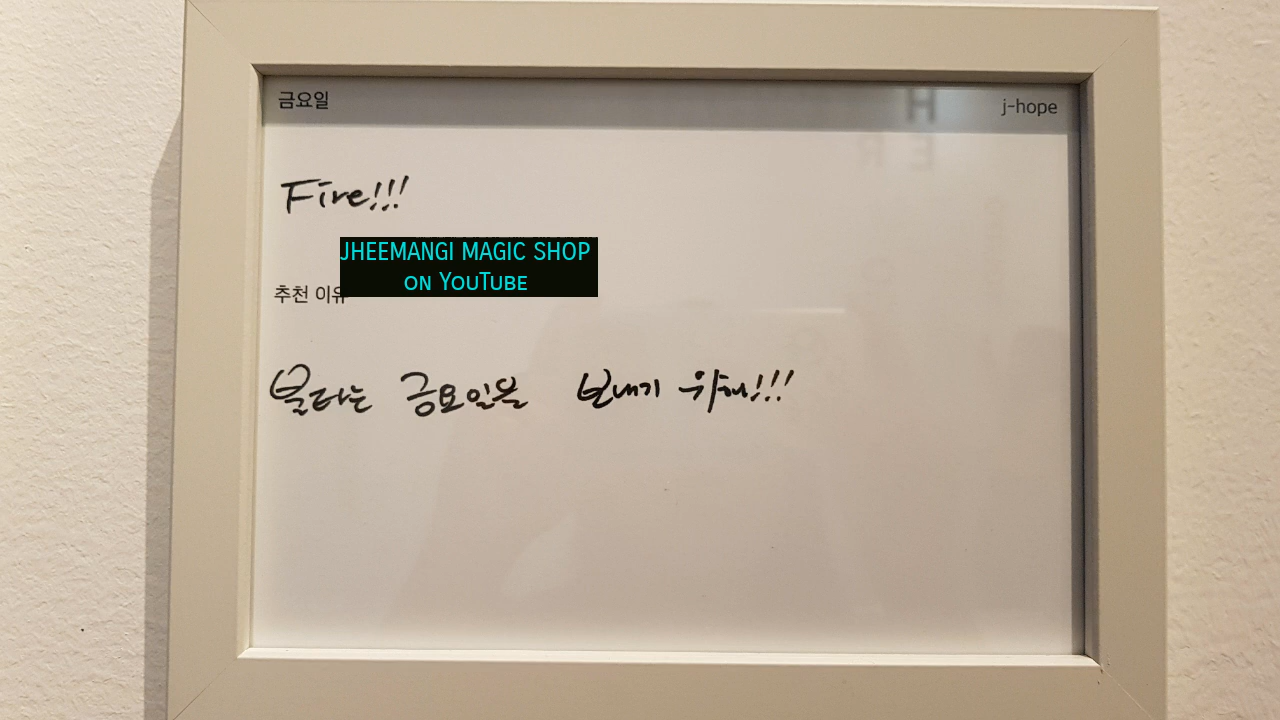 금요일 j-hope
H
ER
Fire!!!
JHEEMANGI MAGIC SHOP
ON YOUTUBE
추천 이유
불타는 금요일을 보내기 위해!!!